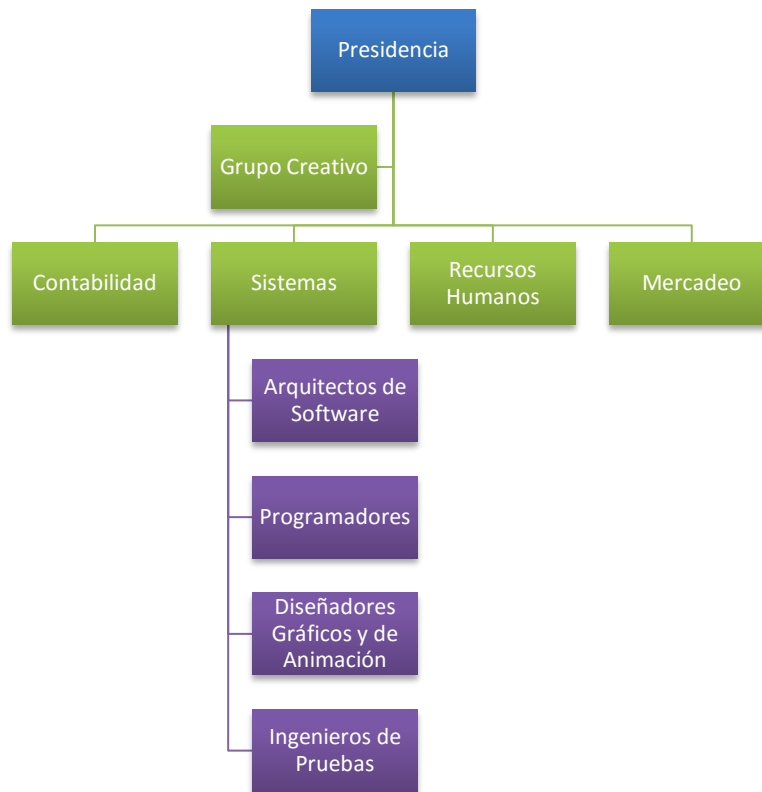 Presidencia
Grupo Creativo
Contabilidad
Sistemas
Recursos
Humanos
Mercadeo
Arquitectos de
Software
Programadores
Diseñadores
Gráficos y de
Animación
Ingenieros de
Pruebas